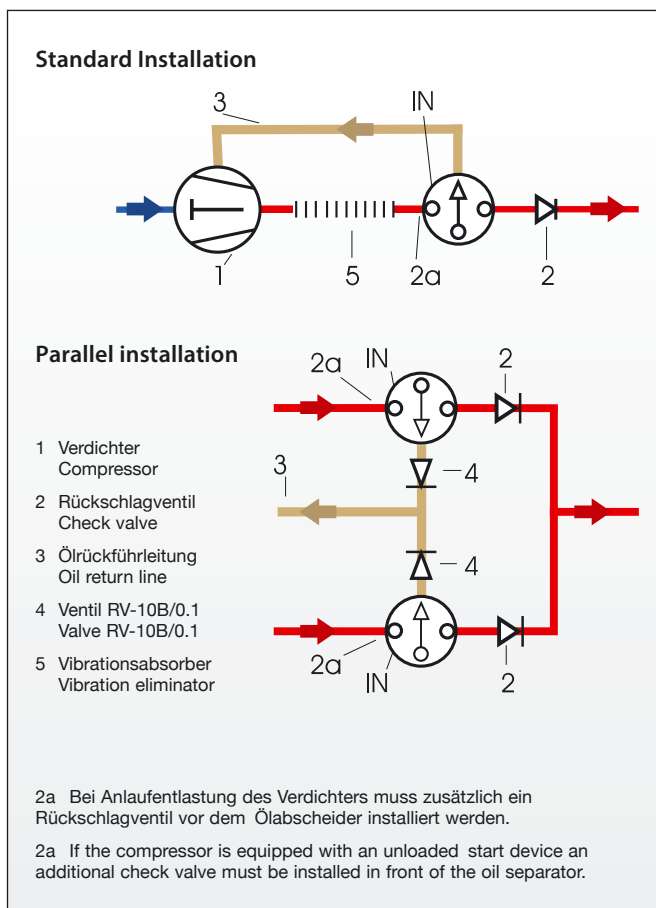 Standard Installation
3
IN
1
5
2a
2
Parallel installation
2a
IN
2
4
3
4
2a
IN
2
1 Verdichter
Compressor
2 Rückschlagventil
Check valve
3 Ölrückführleitung
Oil return line
4 Ventil RV-10B/0.1
Valve RV-10B/0.1
5 Vibrationsabsorber
Vibration eliminator
2a Bei Anlaufentlastung des Verdichters muss zusätzlich ein
Rückschlagventil vor dem Ölabscheider installiert werden.
2a If the compressor is equipped with an unloaded start device an
additional check valve must be installed in front of the oil separator.